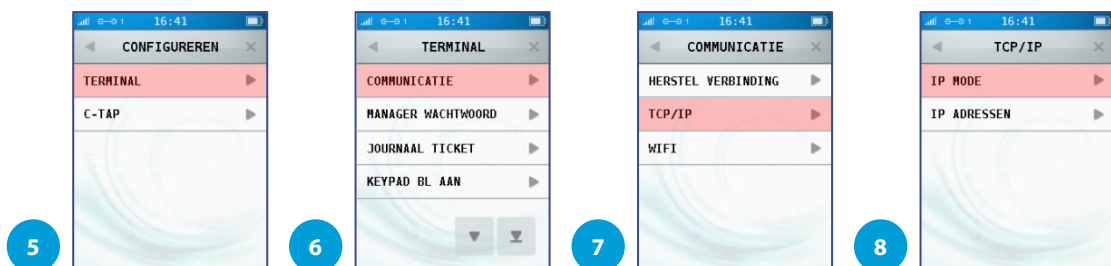 16:41
CONFIGUREREN
TERMINAL
C-TAP
5
16:41
TERMINAL
COMMUNICATIE
MANAGER WACHTWOORD
JOURNAAL TICKET
KEYPAD BL AAN
6
16:41
COMMUNICATIE
HERSTEL VERBINDING
TCP/IP
WIFI
7
16:41
TCP/IP
IP MODE
IP ADRESSEN
8